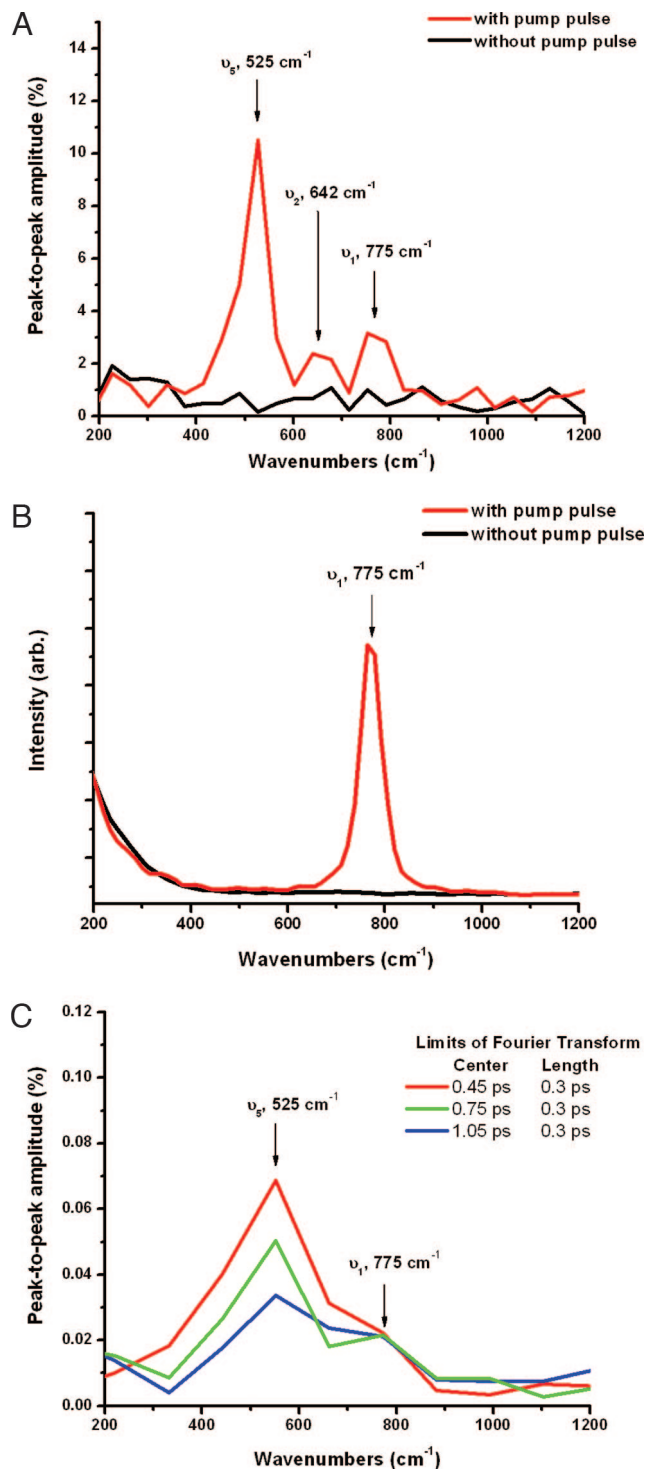 A
with pump pulse
without pump pulse
Peak-to-peak amplitude (%)
14
12
10
8
6
4
2
0
υ5, 525 cm-1
υ2, 642 cm-1
υ1, 775 cm-1
200 400 600 800 1000 1200
Wavenumbers (cm-1)
B
with pump pulse
without pump pulse
υ1, 775 cm-1
Intensity (arb.)
200 400 600 800 1000 1200
Wavenumbers (cm-1)
C
Peak-to-peak amplitude (%)
0.12
0.10
0.08
0.06
0.04
0.02
0.00
Limits of Fourier Transform
Center Length
0.45 ps 0.3 ps
0.75 ps 0.3 ps
1.05 ps 0.3 ps
υ5, 525 cm-1
υ1, 775 cm-1
200 400 600 800 1000 1200
Wavenumbers (cm-1)